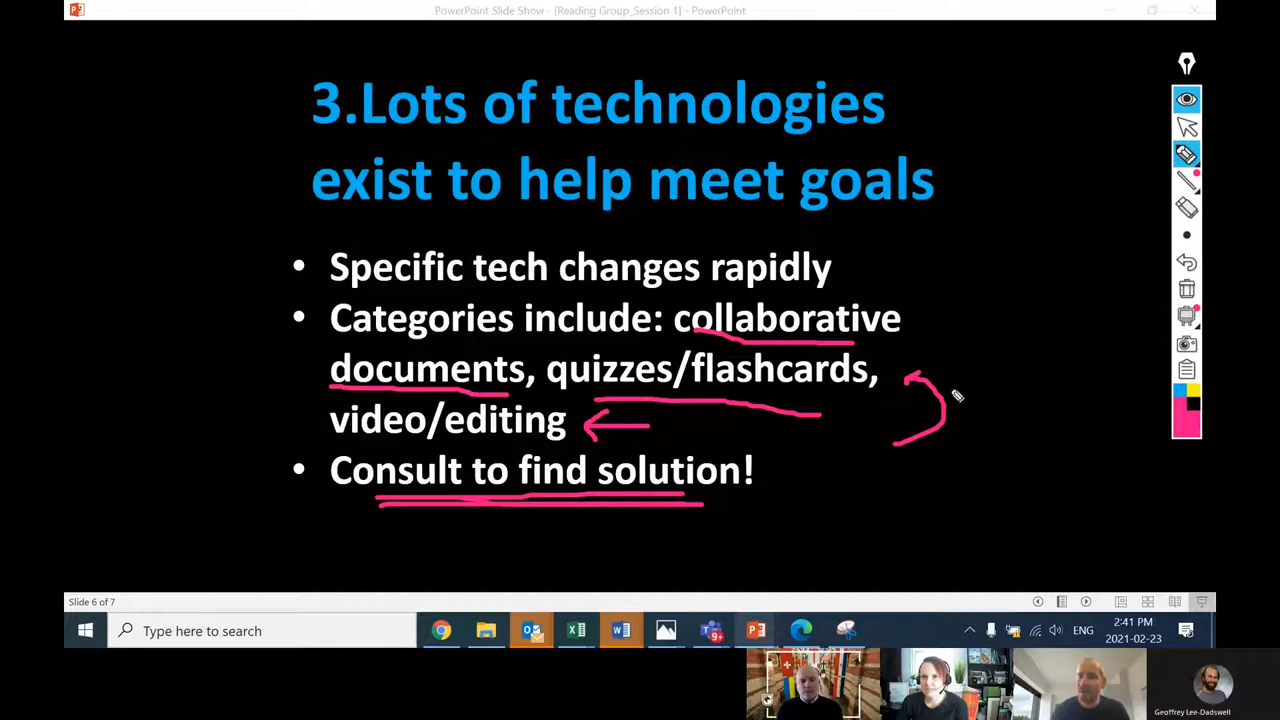 PowerPoint Slide Show - [Reading Group_Session 1] - PowerPoint
3.Lots of technologies
exist to help meet goals
• Specific tech changes rapidly
• Categories include: collaborative
documents, quizzes/flashcards,
video/editing
• Consult to find solution!
Slide 6 of 7
Type here to search
9+
ENG
2:41 PM
2021-02-23
Geoffrey Lee-Dadswell